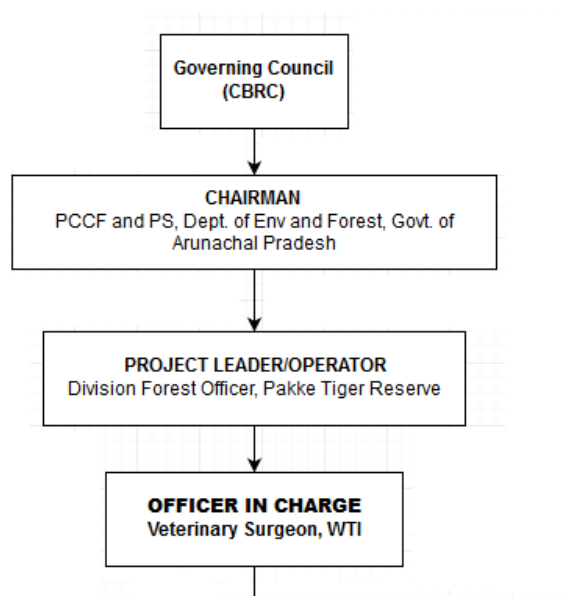 Governing Council
(CBRC)
CHAIRMAN
PCCF and PS, Dept. of Env and Forest, Govt. of
Arunachal Pradesh
PROJECT LEADER/OPERATOR
Division Forest Officer, Pakke Tiger Reserve
OFFICER IN CHARGE
Veterinary Surgeon, WTI